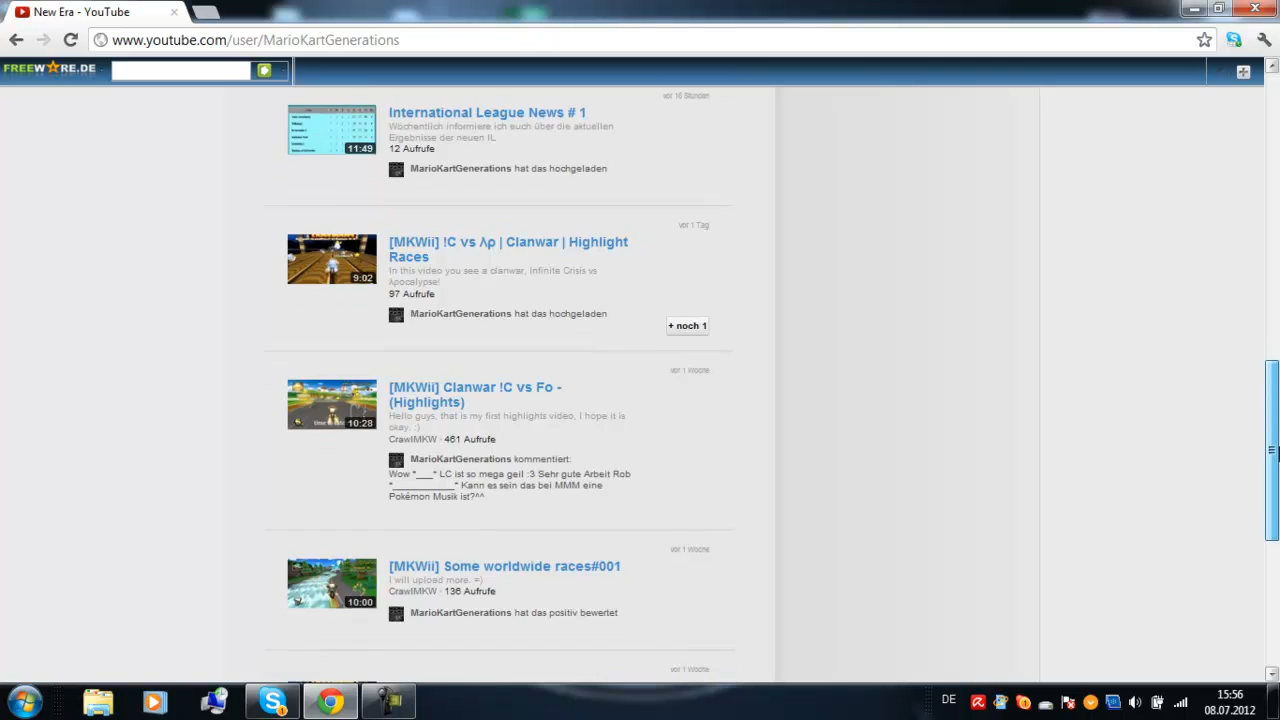 New Era - YouTube
www.youtube.com/user/MarioKartGenerations
FREEWARE.DE
vor 16 Stunden
International League News # 1
Wöchentlich informiere ich euch über die aktuellen
Ergebnisse der neuen IL.
12 Aufrufe
11:49
MarioKartGenerations hat das hochgeladen
vor 1 Tag
[MKWii] !C vs λρ | Clanwar | Highlight
Races
In this video you see a clanwar, Infinite Crisis vs
Apocalypse!
97 Aufrufe
9:02
MarioKartGenerations hat das hochgeladen
+ noch 1
vor 1 Woche
[MKWii] Clanwar !C vs Fo -
(Highlights)
Hello guys, that is my first highlights video, I hope it is
okay. :)
10:28
CrawlMKW · 461 Aufrufe
MarioKartGenerations kommentiert:
Wow *___* LC ist so mega geil :3 Sehr gute Arbeit Rob
*___________* Kann es sein das bei MMM eine
Pokémon Musik ist?^^
vor 1 Woche
[MKWii] Some worldwide races#001
I will upload more. =)
CrawlMKW · 136 Aufrufe
10:00
MarioKartGenerations hat das positiv bewertet
vor 1 Woche
DE
15:56
08.07.2012